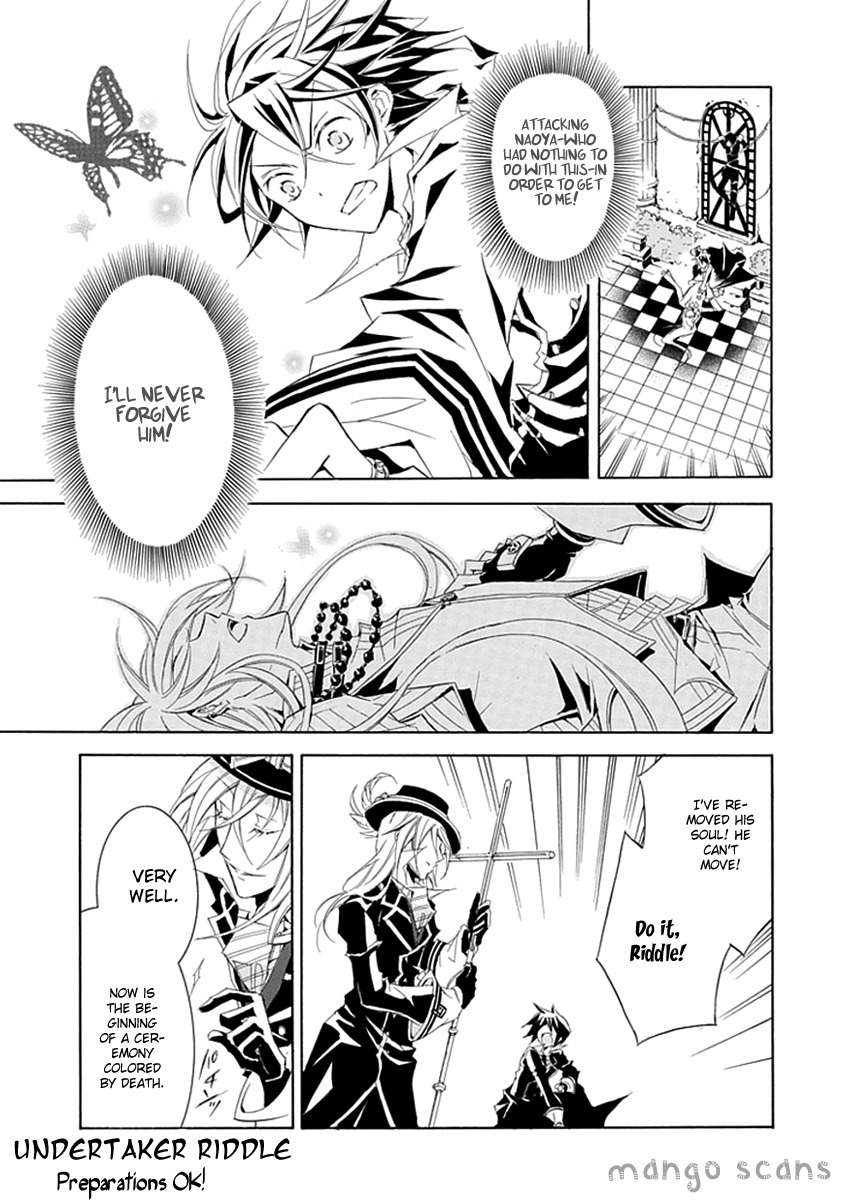 ATTACKING
NAOYA-WHO
HAD NOTHING TO
DO WITH THIS-IN
ORDER TO GET
TO ME!
I'LL NEVER
FORGIVE
HIM!
I'VE RE-
MOVED HIS
SOUL! HE
CAN'T
MOVE!
Do it,
Riddle!
VERY
WELL.
NOW IS
THE BE-
GINNING
OF A CER-
EMONY
COLORED
BY DEATH.
UNDERTAKER RIDDLE
Preparations OK!
mango scans